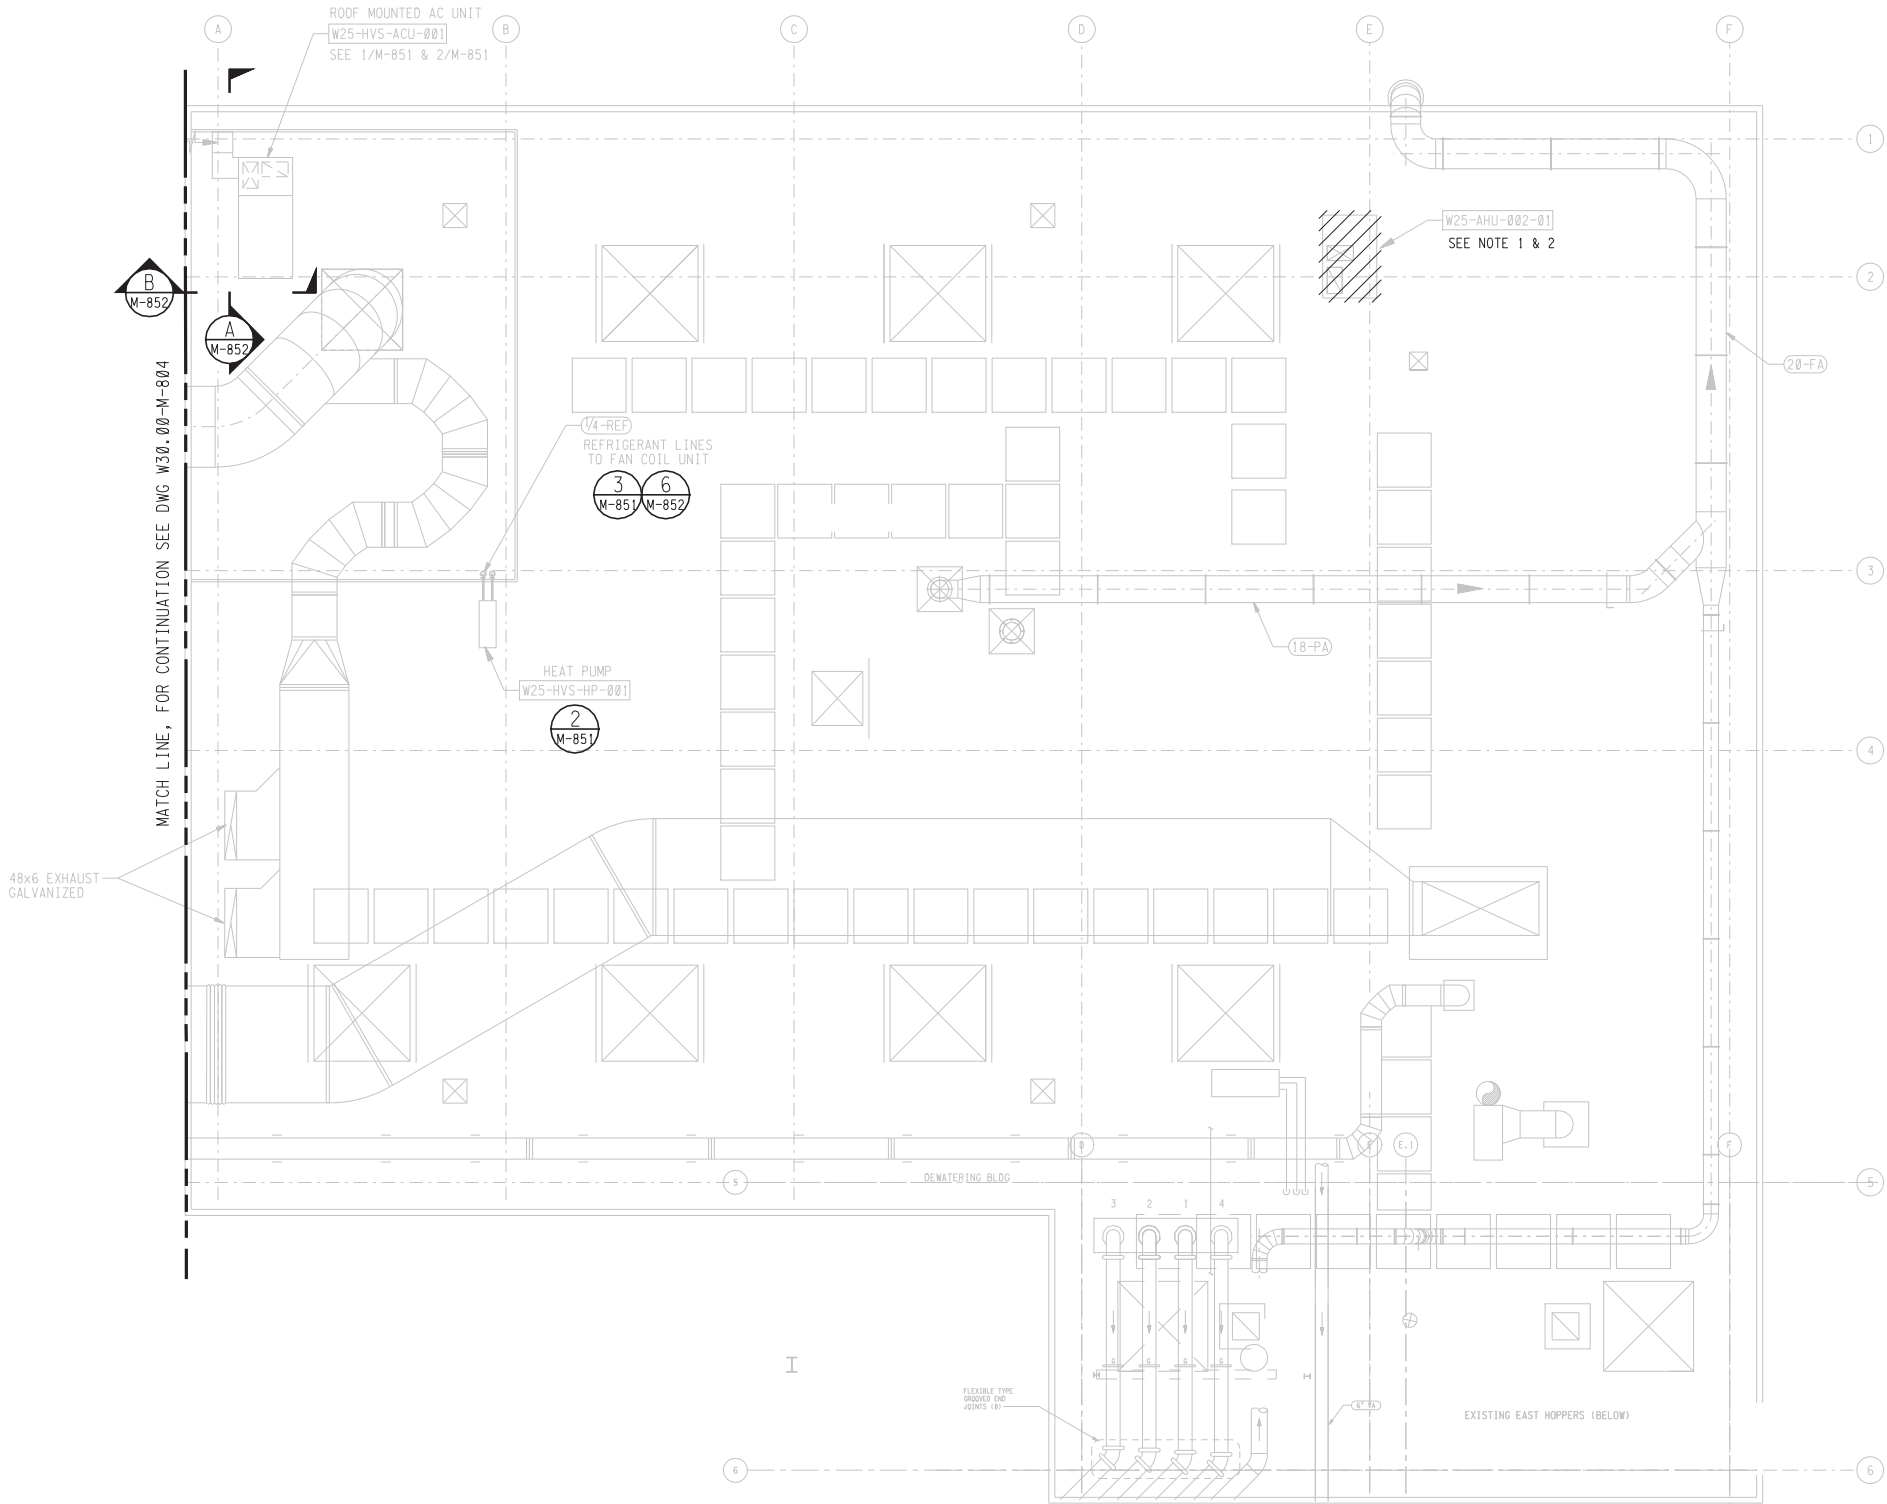 ROOF MOUNTED AC UNIT
W25-HVS-ACU-001
SEE 1/M-851 & 2/M-851
A
B
C
D
E
F
1
W25-AHU-002-01
SEE NOTE 1 & 2
2
B
M-852
A
M-852
20-FA
MATCH LINE, FOR CONTINUATION SEE DWG W30.00-M-804
1/4-REF
REFRIGERANT LINES
TO FAN COIL UNIT
3
M-851
6
M-852
3
18-PA
HEAT PUMP
W25-HVS-HP-001
2
M-851
4
48x6 EXHAUST
GALVANIZED
D
E
E.1
F
5
DEWATERING BLDG
5
3
2
1
4
G
G
G
G
FLEXIBLE TYPE
GROOVED END
JOINTS (8)
EXISTING EAST HOPPERS (BELOW)
6
6